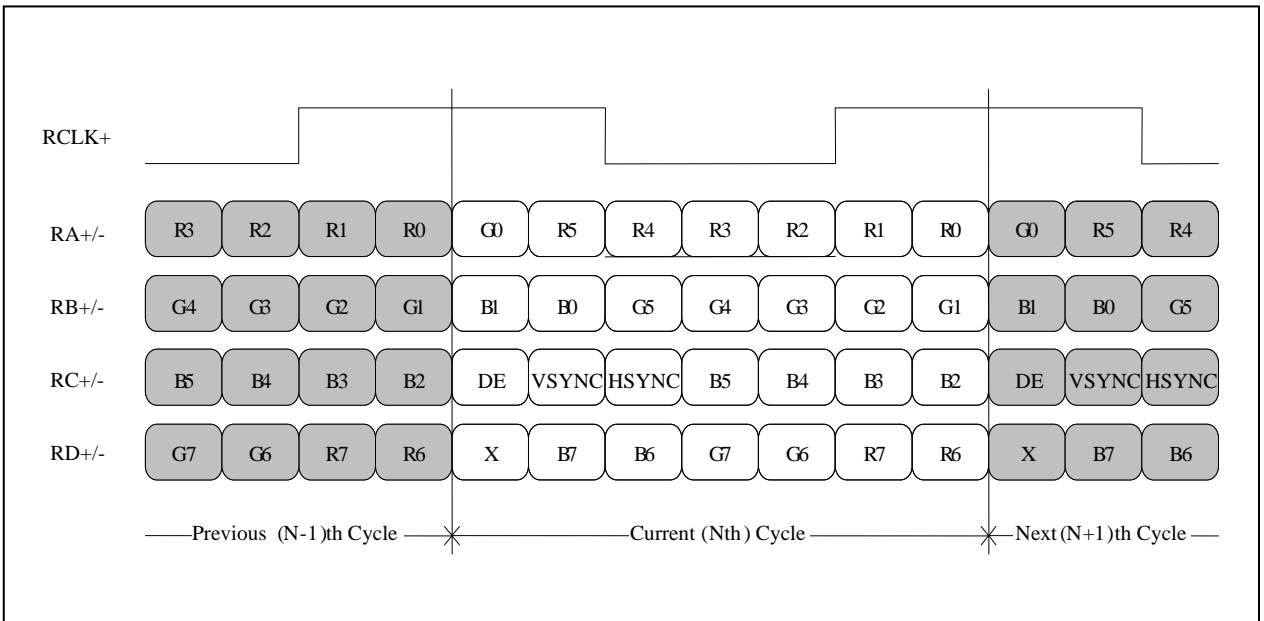 RCLK+
RA+/- R3 R2 R1 R0 G0 R5 R4 R3 R2 R1 R0 G0 R5 R4
RB+/- G4 G3 G2 G1 B1 B0 G5 G4 G3 G2 G1 B1 B0 G5
RC+/- B5 B4 B3 B2 DE VSYNC HSYNC B5 B4 B3 B2 DE VSYNC HSYNC
RD+/- G7 G6 R7 R6 X B7 B6 G7 G6 R7 R6 X B7 B6
Previous (N-1)th Cycle Current (Nth) Cycle Next (N+1)th Cycle